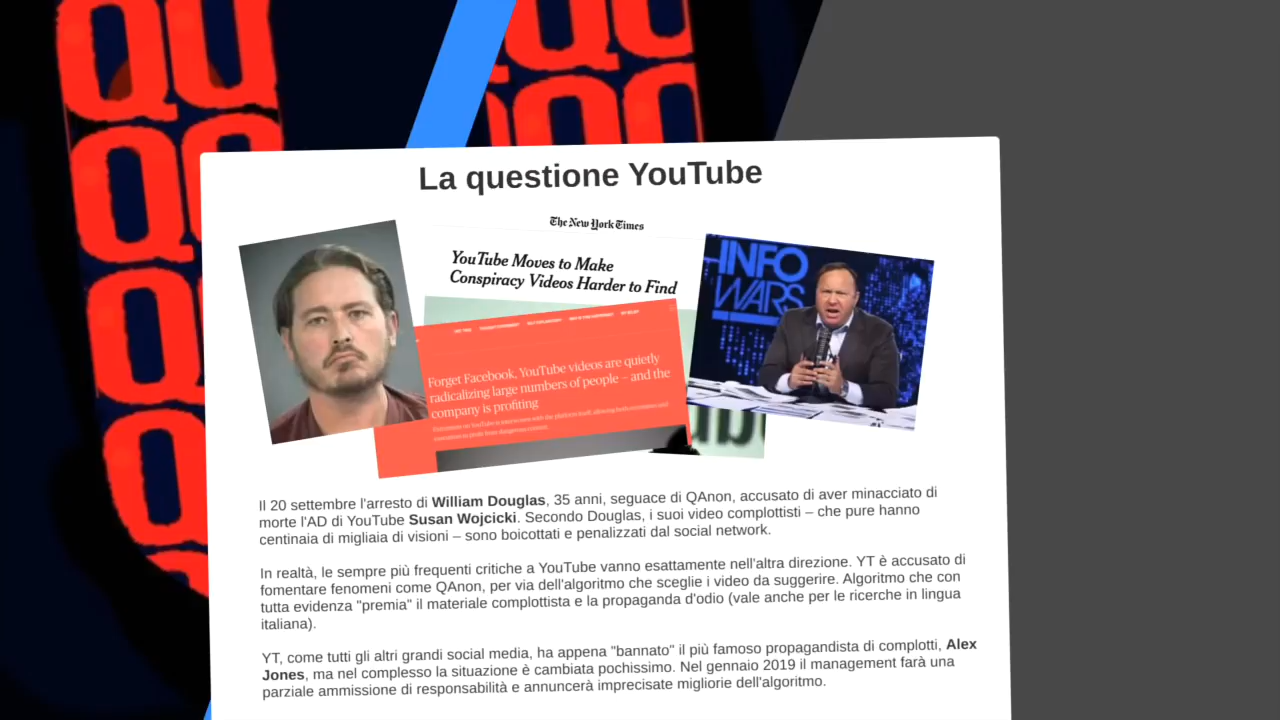 QU
QQ
QU
QQ
La questione YouTube
The New York Times
YouTube Moves to Make
Conspiracy Videos Harder to Find
INFO
WARS
Forget Facebook, YouTube videos are quietly
radicalizing large numbers of people – and the
company is profiting
Il 20 settembre l'arresto di William Douglas, 35 anni, seguace di QAnon, accusato di aver minacciato di
morte l'AD di YouTube Susan Wojcicki. Secondo Douglas, i suoi video complottisti – che pure hanno
centinaia di migliaia di visioni – sono boicottati e penalizzati dal social network.
In realtà, le sempre più frequenti critiche a YouTube vanno esattamente nell'altra direzione. YT è accusato di
fomentare fenomeni come QAnon, per via dell'algoritmo che sceglie i video da suggerire. Algoritmo che con
tutta evidenza "premia" il materiale complottista e la propaganda d'odio (vale anche per le ricerche in lingua
italiana).
YT, come tutti gli altri grandi social media, ha appena "bannato" il più famoso propagandista di complotti, Alex
Jones, ma nel complesso la situazione è cambiata pochissimo. Nel gennaio 2019 il management farà una
parziale ammissione di responsabilità e annuncerà imprecisate migliorie dell'algoritmo.